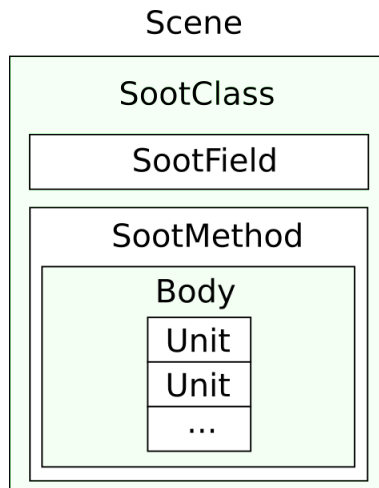 Scene
SootClass
SootField
SootMethod
Body
Unit
Unit
...